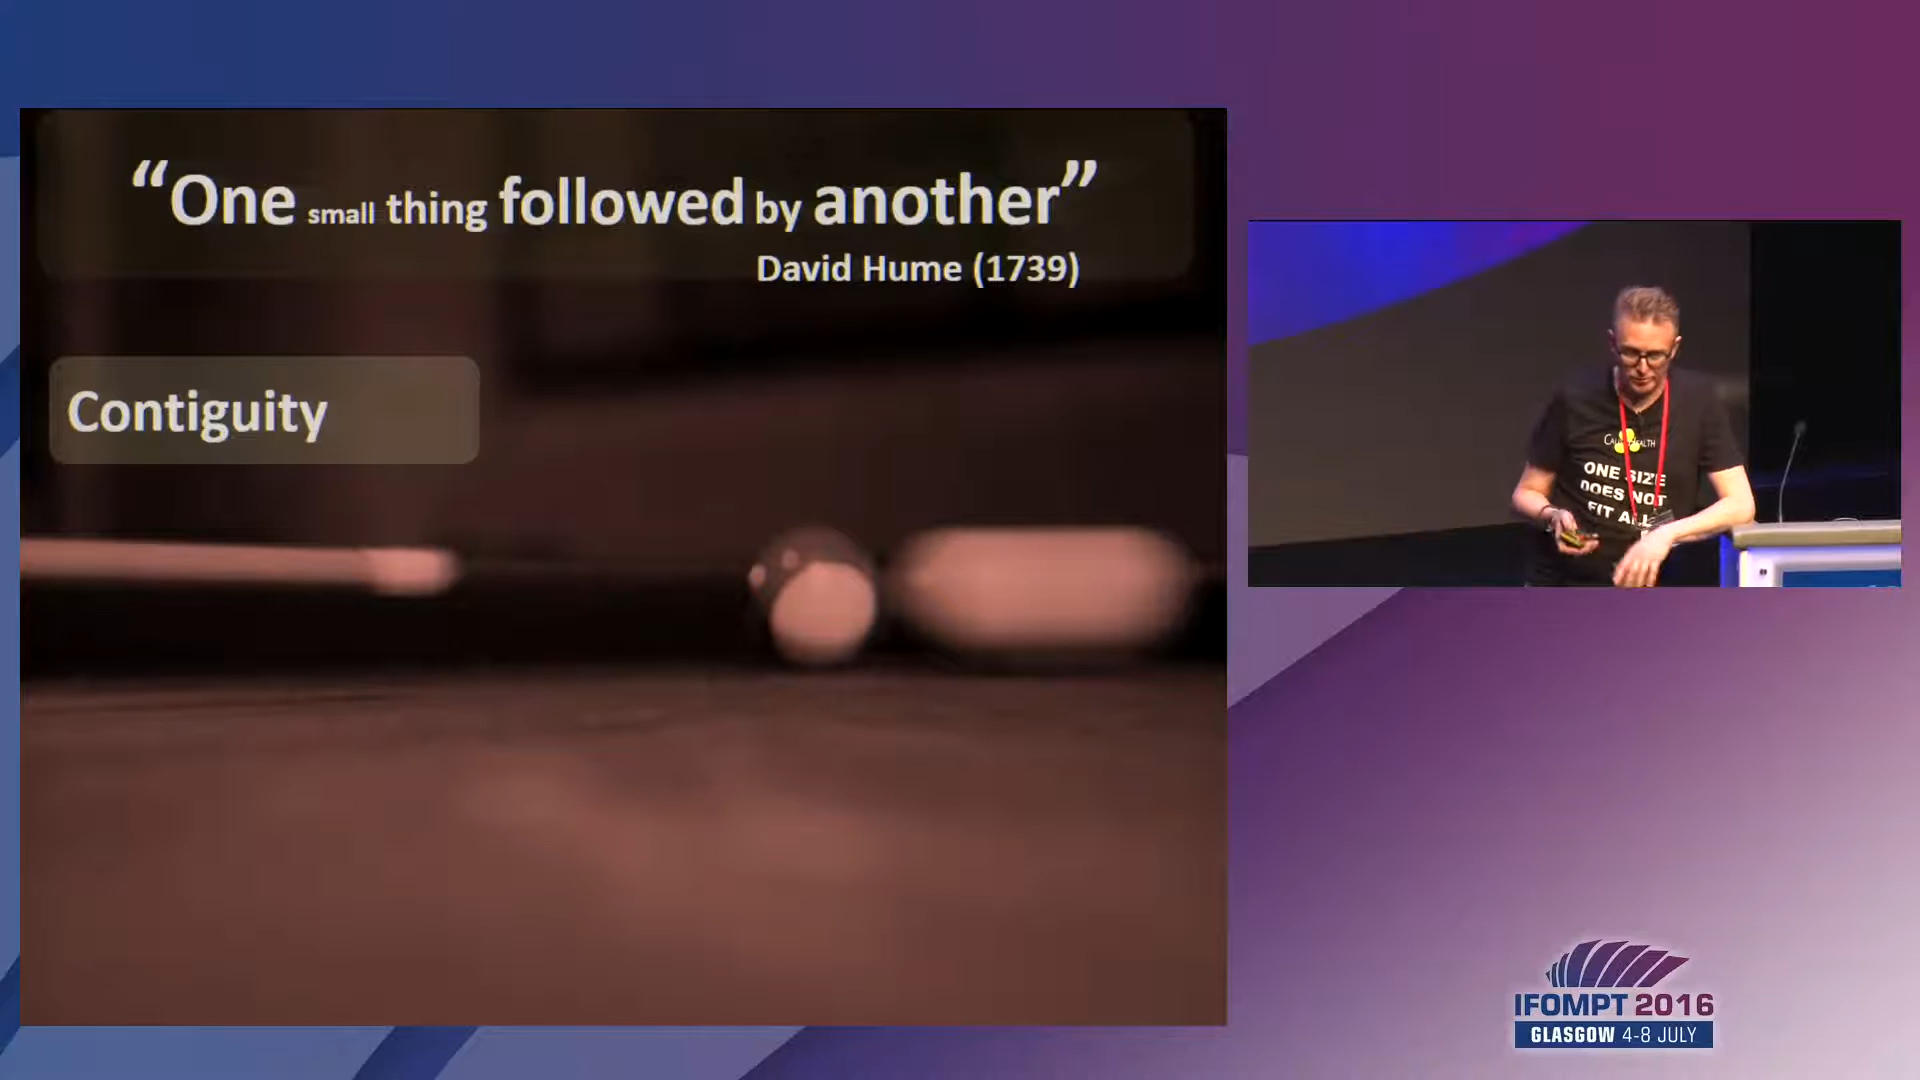 “One small thing followed by another”
David Hume (1739)
Contiguity
ONE SIZE
DOES NOT
FIT ALL
IFOMPT 2016
GLASGOW 4-8 JULY